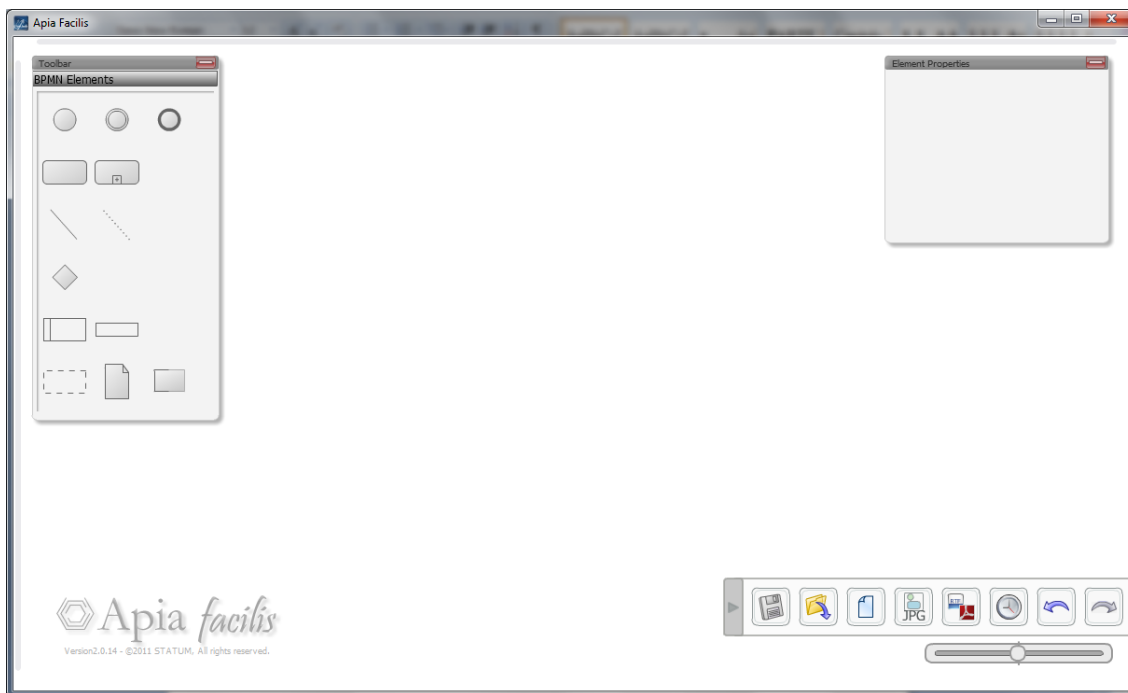 Apia Facilis
Toolbar
BPMN Elements
Element Properties
JPG
Apia facilis
Version2.0.14 - ©2011 STATUM, All rights reserved.